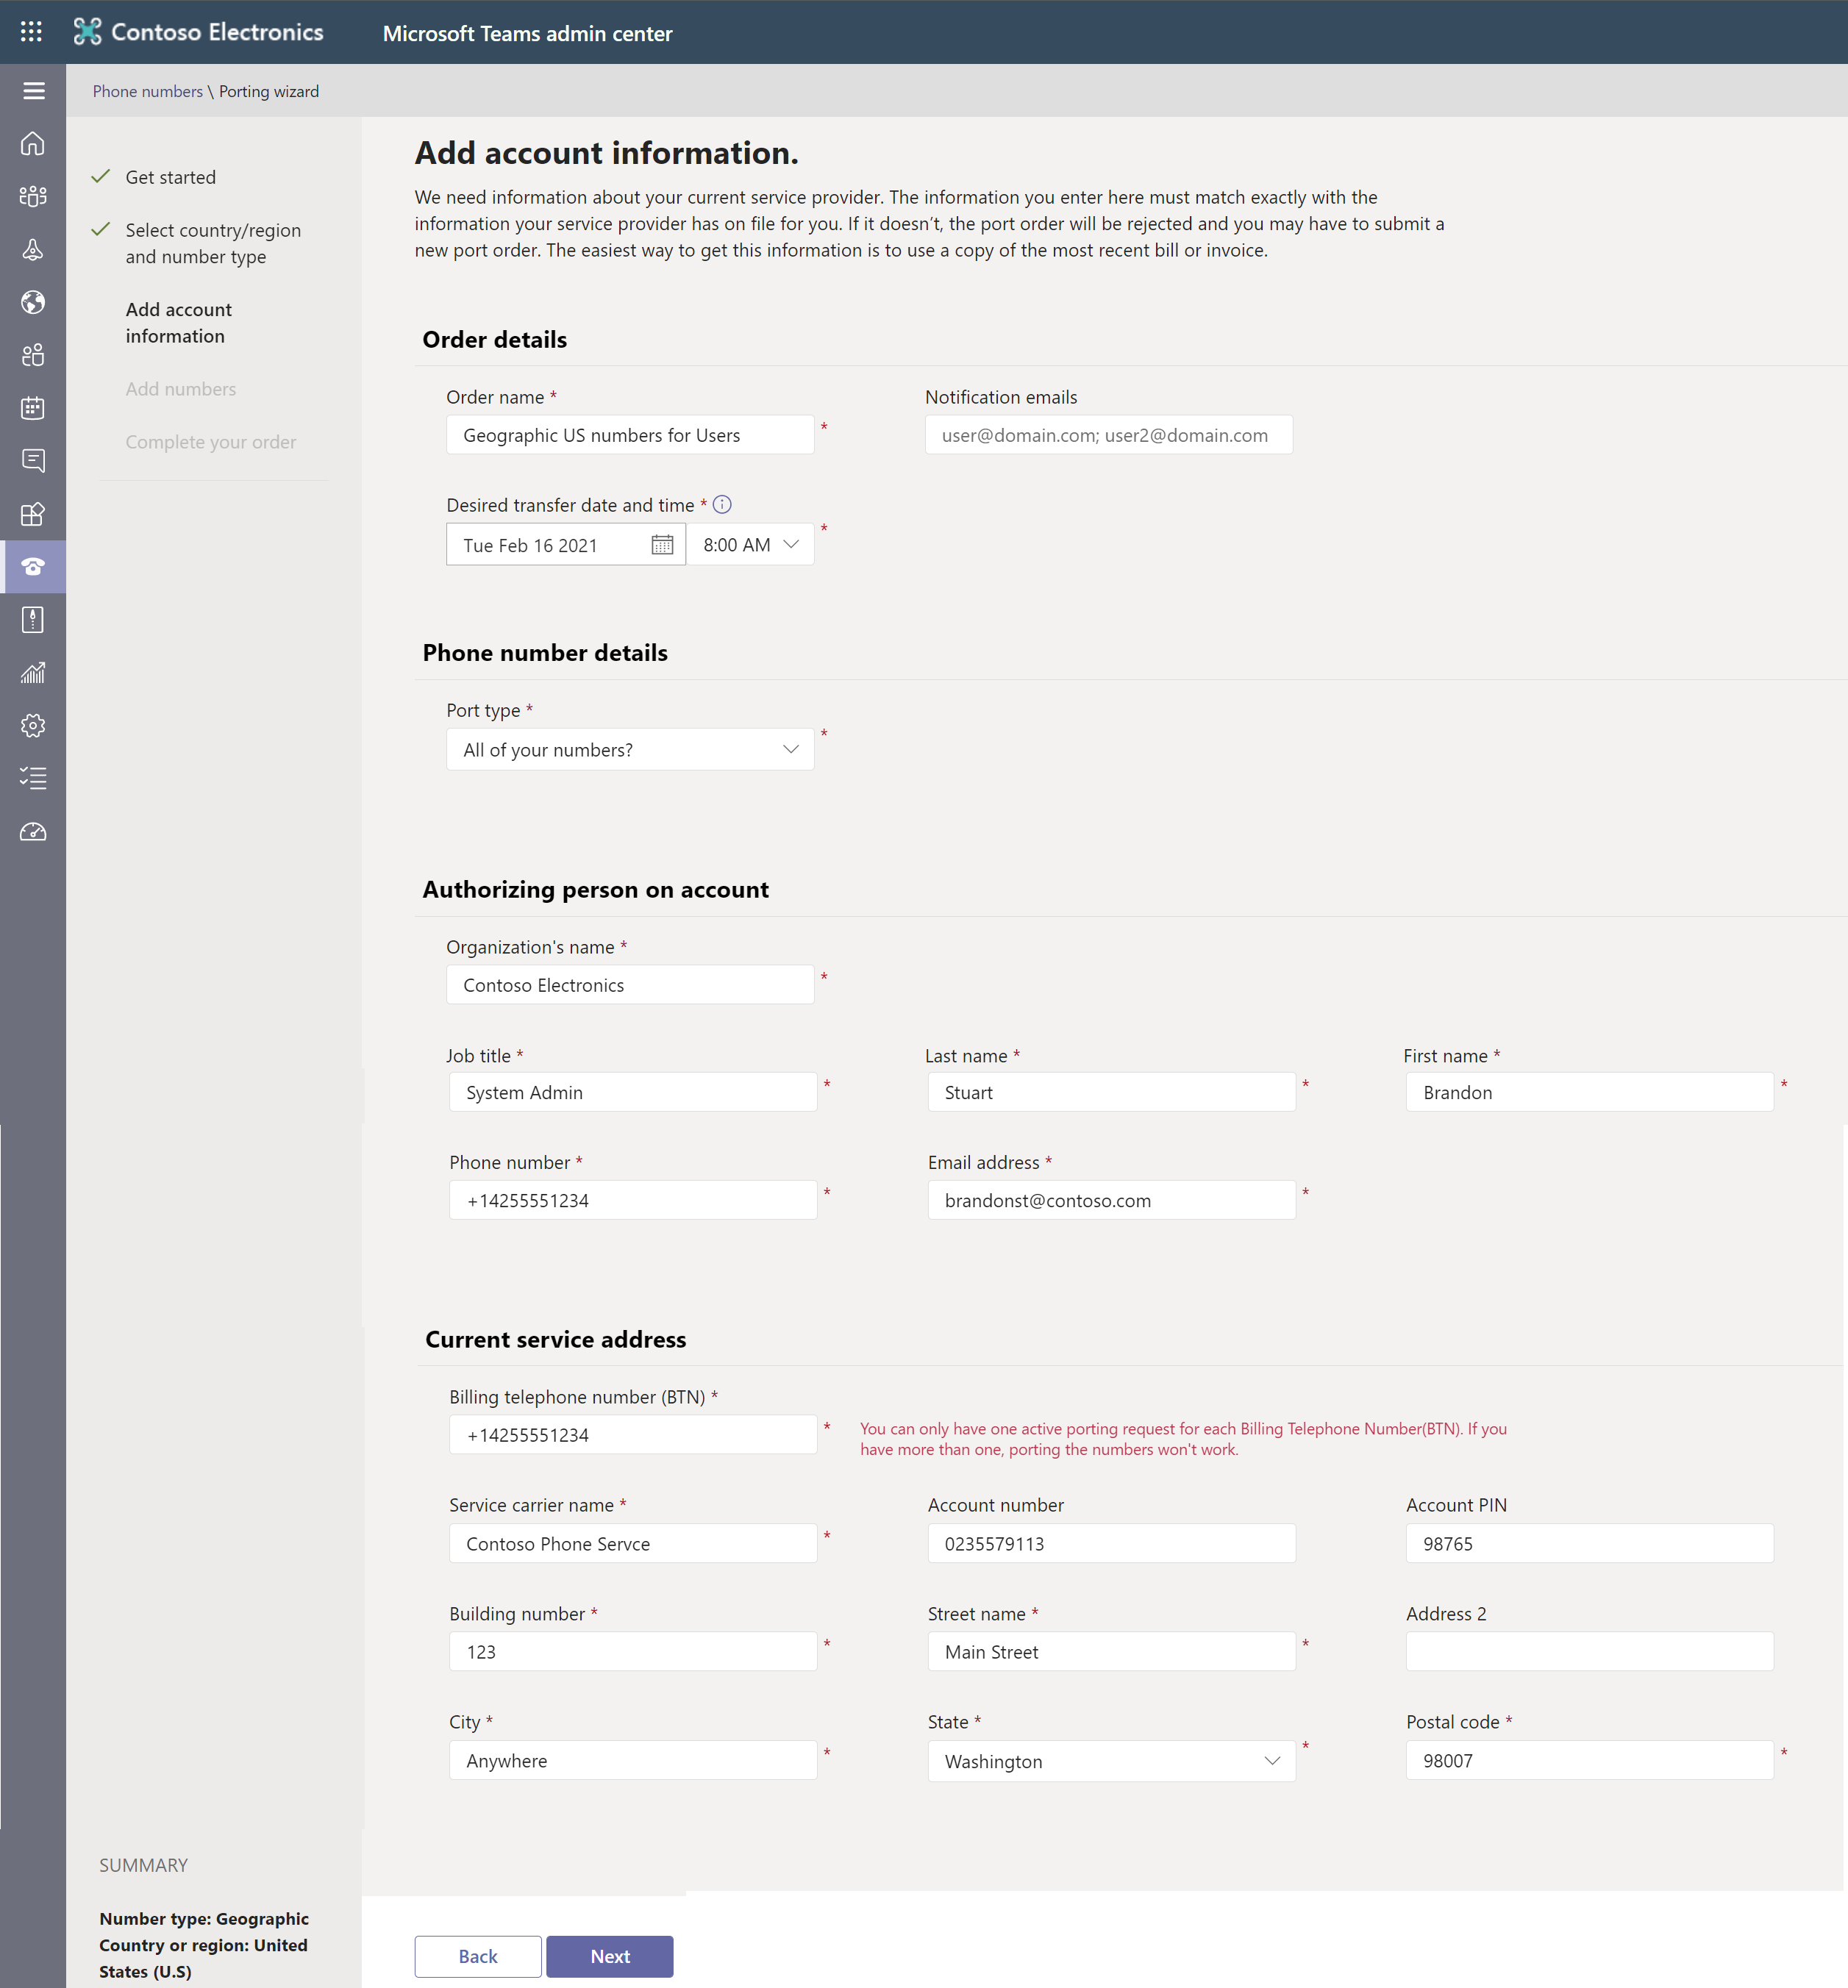 Contoso Electronics
Microsoft Teams admin center
Phone numbers \ Porting wizard
Get started
Select country/region
and number type
Add account
information
Add numbers
Complete your order
Add account information.
We need information about your current service provider. The information you enter here must match exactly with the
information your service provider has on file for you. If it doesn't, the port order will be rejected and you may have to submit a
new port order. The easiest way to get this information is to use a copy of the most recent bill or invoice.
Order details
Order name * Notification emails
Geographic US numbers for Users * user@domain.com; user2@domain.com
Desired transfer date and time *
Tue Feb 16 2021 8:00 AM *
Phone number details
Port type *
All of your numbers? *
Authorizing person on account
Organization's name *
Contoso Electronics *
Job title * Last name * First name *
System Admin * Stuart * Brandon *
Phone number * Email address *
+14255551234 * brandonst@contoso.com *
Current service address
Billing telephone number (BTN) *
+14255551234 *
You can only have one active porting request for each Billing Telephone Number(BTN). If you
have more than one, porting the numbers won't work.
Service carrier name * Account number Account PIN
Contoso Phone Servce * 0235579113 98765
Building number * Street name * Address 2
123 * Main Street *
City * State * Postal code *
Anywhere * Washington * 98007 *
SUMMARY
Number type: Geographic
Country or region: United
States (U.S)
Back Next